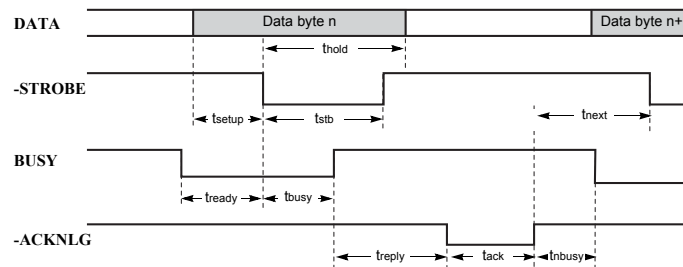 DATA
Data byte n
Data byte n+
thold
-STROBE
tsetup
tstb
tnext
BUSY
tready
tbusy
-ACKNLG
treply
tack
tnbusy